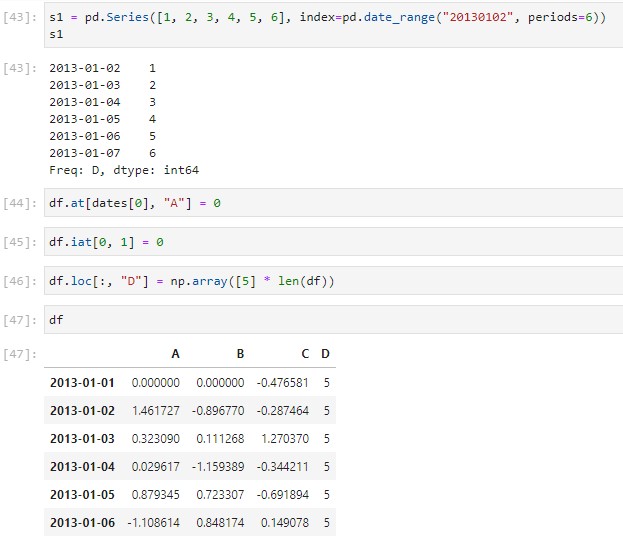 [43]: s1 = pd.Series([1, 2, 3, 4, 5, 6], index=pd.date_range("20130102", periods=6))
s1
[43]: 2013-01-02    1
2013-01-03    2
2013-01-04    3
2013-01-05    4
2013-01-06    5
2013-01-07    6
Freq: D, dtype: int64
[44]: df.at[dates[0], "A"] = 0
[45]: df.iat[0, 1] = 0
[46]: df.loc[:, "D"] = np.array([5] * len(df))
[47]: df
[47]:
A B C D
2013-01-01 0.000000 0.000000 -0.476581 5
2013-01-02 1.461727 -0.896770 -0.287464 5
2013-01-03 0.323090 0.111268 1.270370 5
2013-01-04 0.029617 -1.159389 -0.344211 5
2013-01-05 0.879345 0.723307 -0.691894 5
2013-01-06 -1.108614 0.848174 0.149078 5